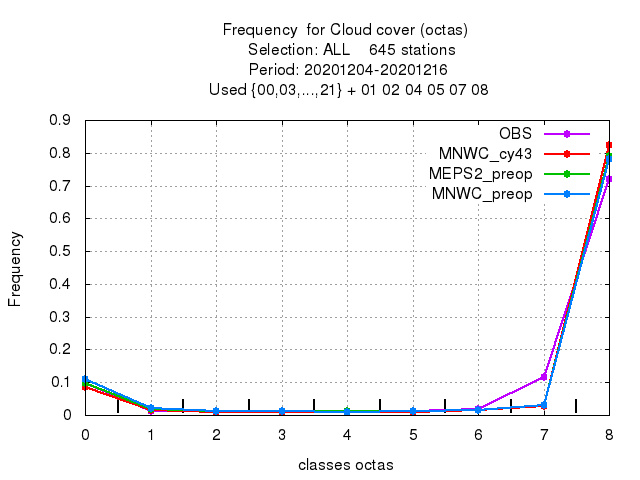 Frequency  for Cloud cover (octas)
Selection: ALL    645 stations
Period: 20201204-20201216
Used {00,03,...,21} + 01 02 04 05 07 08
OBS
MNWC_cy43
MEPS2_preop
MNWC_preop
0.9
0.8
0.7
0.6
0.5
0.4
0.3
0.2
0.1
0
Frequency
0 1 2 3 4 5 6 7 8
classes octas